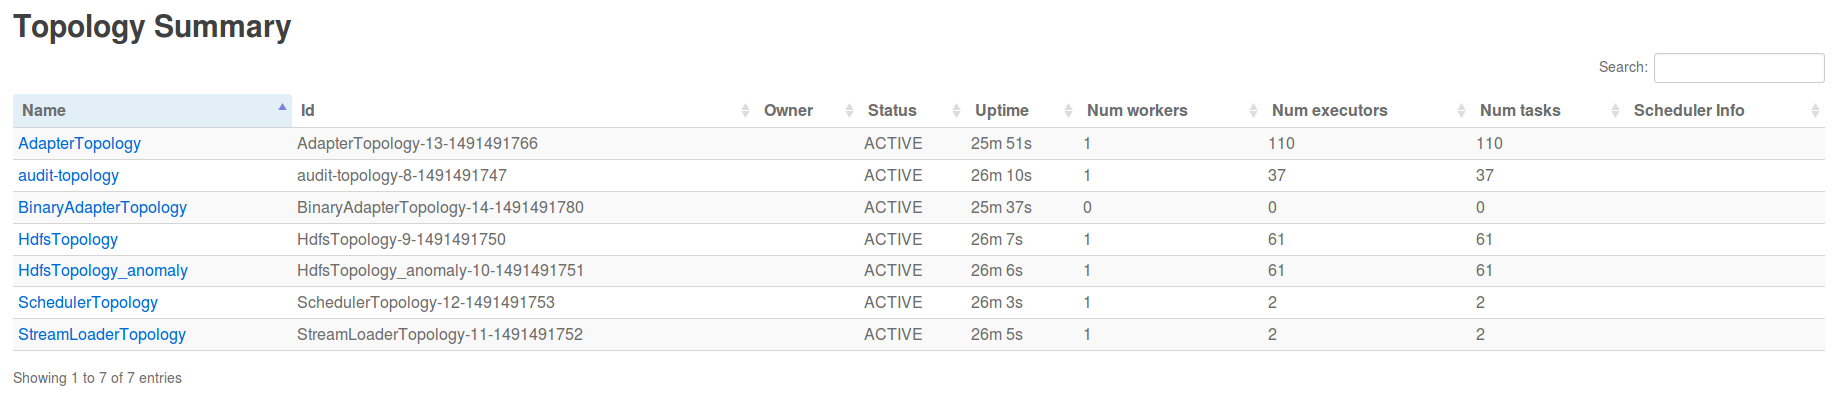 Topology Summary
Search:
Name Id Owner Status Uptime Num workers Num executors Num tasks Scheduler Info
AdapterTopology AdapterTopology-13-1491491766 ACTIVE 25m 51s 1 110 110
audit-topology audit-topology-8-1491491747 ACTIVE 26m 10s 1 37 37
BinaryAdapterTopology BinaryAdapterTopology-14-1491491780 ACTIVE 25m 37s 0 0 0
HdfsTopology HdfsTopology-9-1491491750 ACTIVE 26m 7s 1 61 61
HdfsTopology_anomaly HdfsTopology_anomaly-10-1491491751 ACTIVE 26m 6s 1 61 61
SchedulerTopology SchedulerTopology-12-1491491753 ACTIVE 26m 3s 1 2 2
StreamLoaderTopology StreamLoaderTopology-11-1491491752 ACTIVE 26m 5s 1 2 2
Showing 1 to 7 of 7 entries